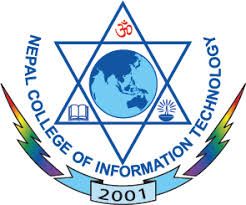 ॐ
NEPAL COLLEGE OF INFORMATION TECHNOLOGY
2001